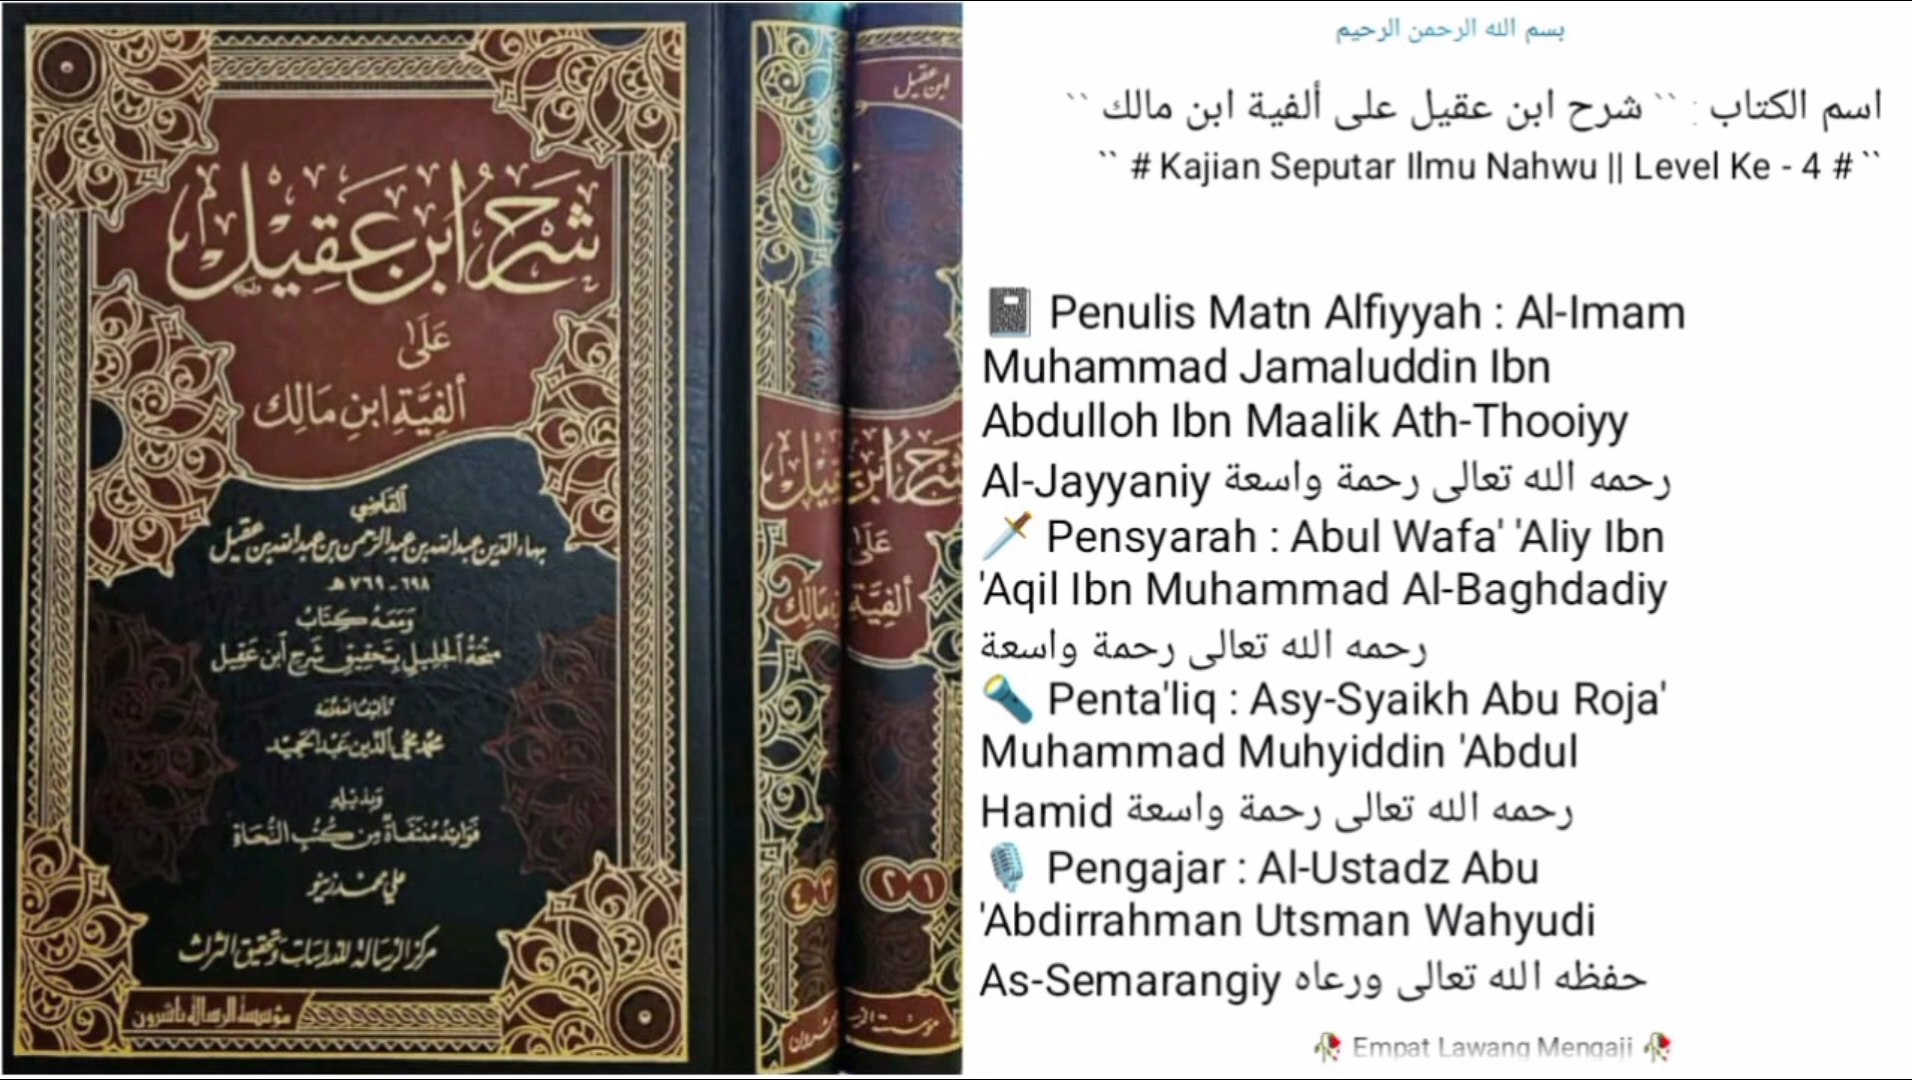 شرح ابن عقيل
على
ألفية ابن مالك
القاضي
بهاء الدين عبد الله بن عبد الرحمن بن عبد الله بن عقيل
٦٩٨ - ٧٦٩ هـ
ومعه كتاب
منحة الجليل بتحقيق شرح ابن عقيل
تأليف العلامة
محمد محيي الدين عبد الحميد
وبذيله
فوائد منتقاة من كتب النحاة
علي محمد زينو
مركز الرسالة للدراسات وتحقيق التراث
مؤسسة الرسالة ناشرون
ابن عقيل
شرح ابن عقيل
على
ألفية ابن مالك
١ ٢
٣ ٤
بسم الله الرحمن الرحيم
اسم الكتاب : `` شرح ابن عقيل على ألفية ابن مالك ``
`` # Kajian Seputar Ilmu Nahwu || Level Ke - 4 # ``
📓 Penulis Matn Alfiyyah : Al-Imam
Muhammad Jamaluddin Ibn
Abdulloh Ibn Maalik Ath-Thooiyy
Al-Jayyaniy رحمه الله تعالى رحمة واسعة
🗡️ Pensyarah : Abul Wafa' 'Aliy Ibn
'Aqil Ibn Muhammad Al-Baghdadiy
رحمه الله تعالى رحمة واسعة
🔦 Penta'liq : Asy-Syaikh Abu Roja'
Muhammad Muhyiddin 'Abdul
Hamid رحمه الله تعالى رحمة واسعة
🎙️ Pengajar : Al-Ustadz Abu
'Abdirrahman Utsman Wahyudi
As-Semarangiy حفظه الله تعالى ورعاه
🥀 Empat Lawang Mengaji 🥀